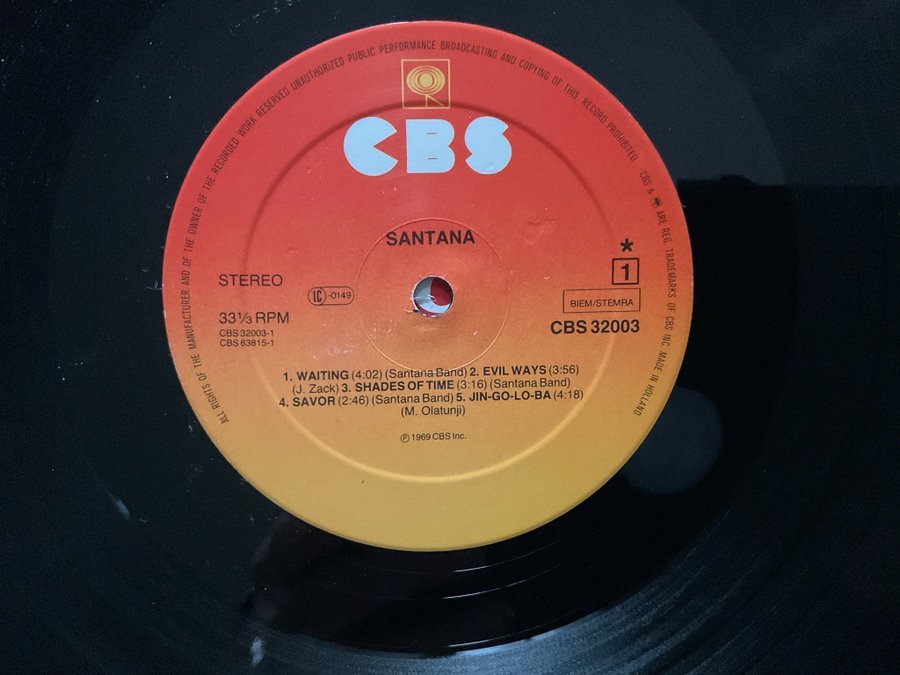 ALL RIGHTS OF THE MANUFACTURER AND OF THE OWNER OF THE RECORDED WORK RESERVED UNAUTHORIZED PUBLIC PERFORMANCE BROADCASTING AND COPYING OF THIS RECORD PROHIBITED CBS & ARE REG. TRADEMARKS OF CBS INC. MADE IN HOLLAND
CBS
SANTANA
STEREO
LC-0149
*
1
BIEM/STEMRA
CBS 32003
33⅓ RPM
CBS 32003-1
CBS 63815-1
1. WAITING (4:02) (Santana Band) 2. EVIL WAYS (3:56)
(J. Zack) 3. SHADES OF TIME (3:16) (Santana Band)
4. SAVOR (2:46) (Santana Band) 5. JIN-GO-LO-BA (4:18)
(M. Olatunji)
℗ 1969 CBS Inc.